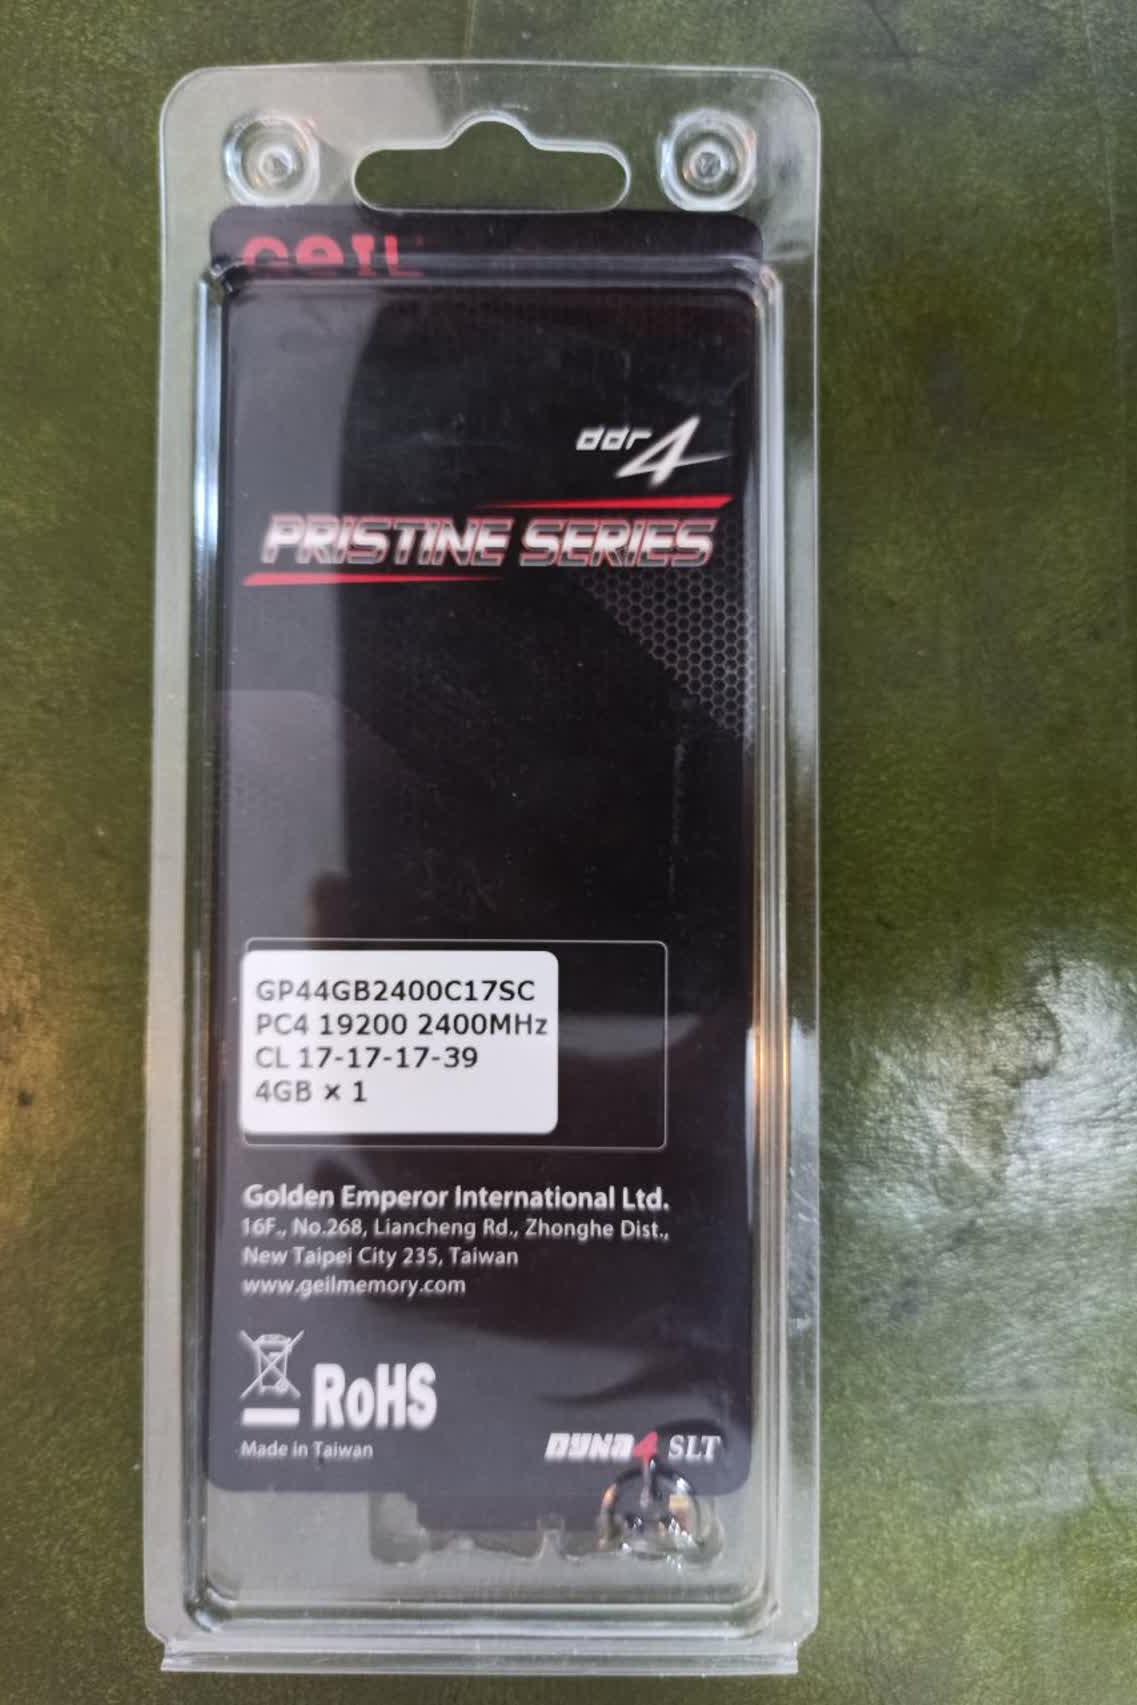 GeIL
ddr4
PRISTINE SERIES
GP44GB2400C17SC
PC4 19200 2400MHz
CL 17-17-17-39
4GB × 1
Golden Emperor International Ltd.
16F., No.268, Liancheng Rd., Zhonghe Dist.,
New Taipei City 235, Taiwan
www.geilmemory.com
RoHS
Made in Taiwan
DYNA4 SLT